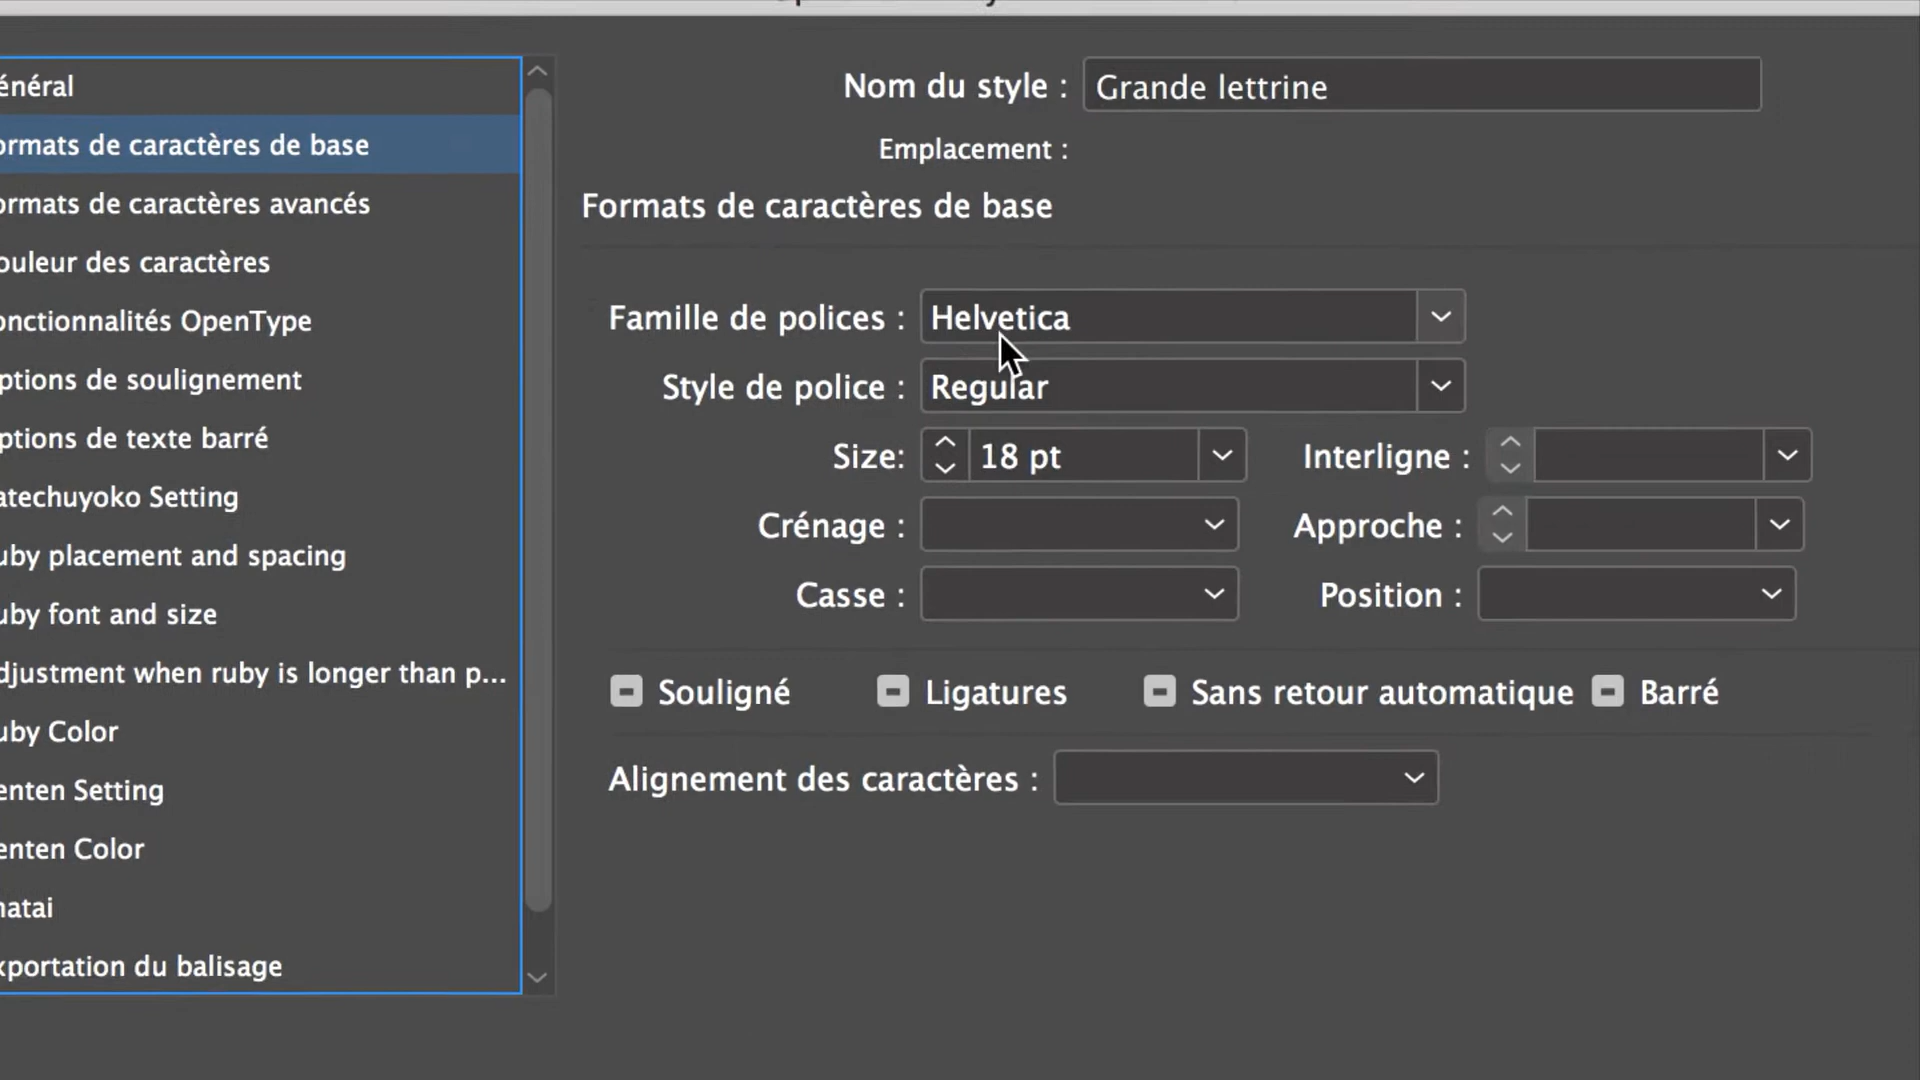 énéral
ormats de caractères de base
ormats de caractères avancés
ouleur des caractères
onctionnalités OpenType
ptions de soulignement
ptions de texte barré
atechuyoko Setting
uby placement and spacing
uby font and size
djustment when ruby is longer than p...
uby Color
enten Setting
enten Color
atai
xportation du balisage
Nom du style : Grande lettrine
Emplacement :
Formats de caractères de base
Famille de polices : Helvetica
Style de police : Regular
Size: 18 pt Interligne :
Crénage : Approche :
Casse : Position :
Souligné Ligatures Sans retour automatique Barré
Alignement des caractères :